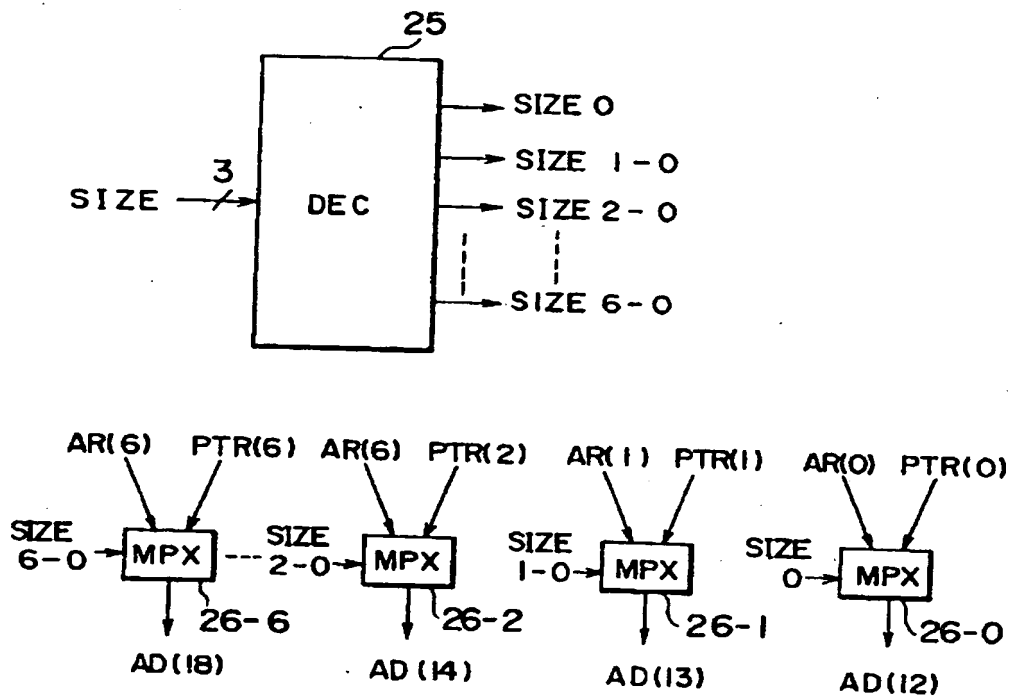 25
SIZE 0
3
SIZE 1-0
SIZE
DEC
SIZE 2-0
SIZE 6-0
AR(6) PTR(6) AR(6) PTR(2) AR(1) PTR(1) AR(0) PTR(0)
SIZE 6-0 MPX SIZE 2-0 MPX SIZE 1-0 MPX SIZE 0 MPX
26-6 26-2 26-1 26-0
AD(18) AD(14) AD(13) AD(12)